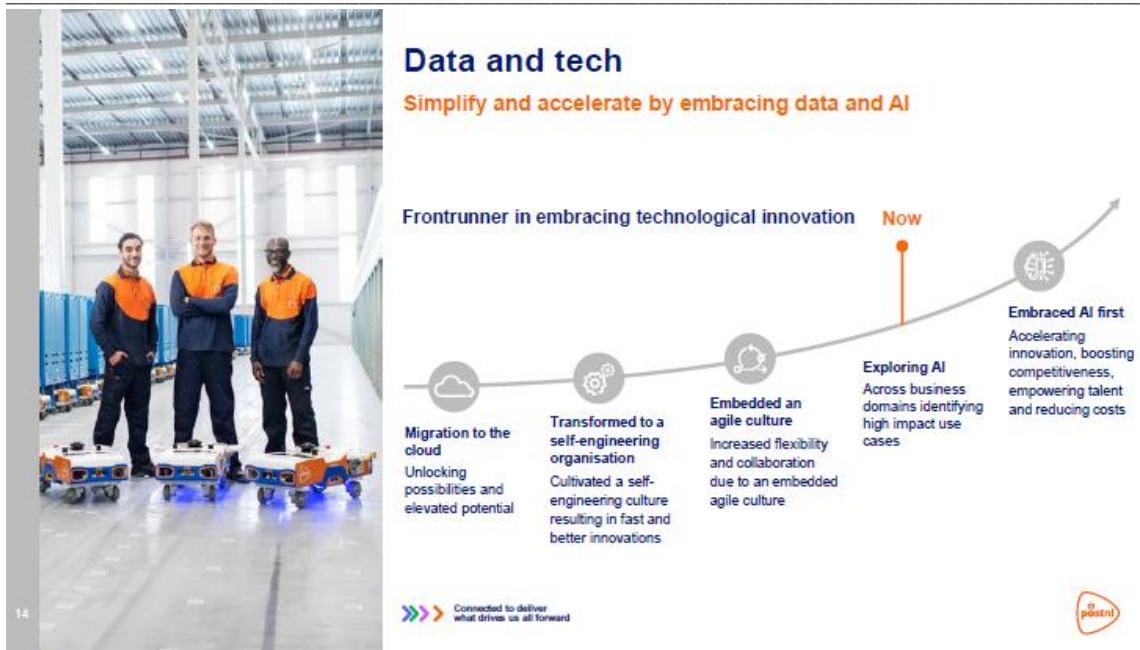 Data and tech
Simplify and accelerate by embracing data and AI
Frontrunner in embracing technological innovation
Now
Migration to the
cloud
Unlocking
possibilities and
elevated potential
Transformed to a
self-engineering
organisation
Cultivated a self-
engineering culture
resulting in fast and
better innovations
Embedded an
agile culture
Increased flexibility
and collaboration
due to an embedded
agile culture
Exploring AI
Across business
domains identifying
high impact use
cases
Embraced AI first
Accelerating
innovation, boosting
competitiveness,
empowering talent
and reducing costs
14
Connected to deliver
what drives us all forward
postnl